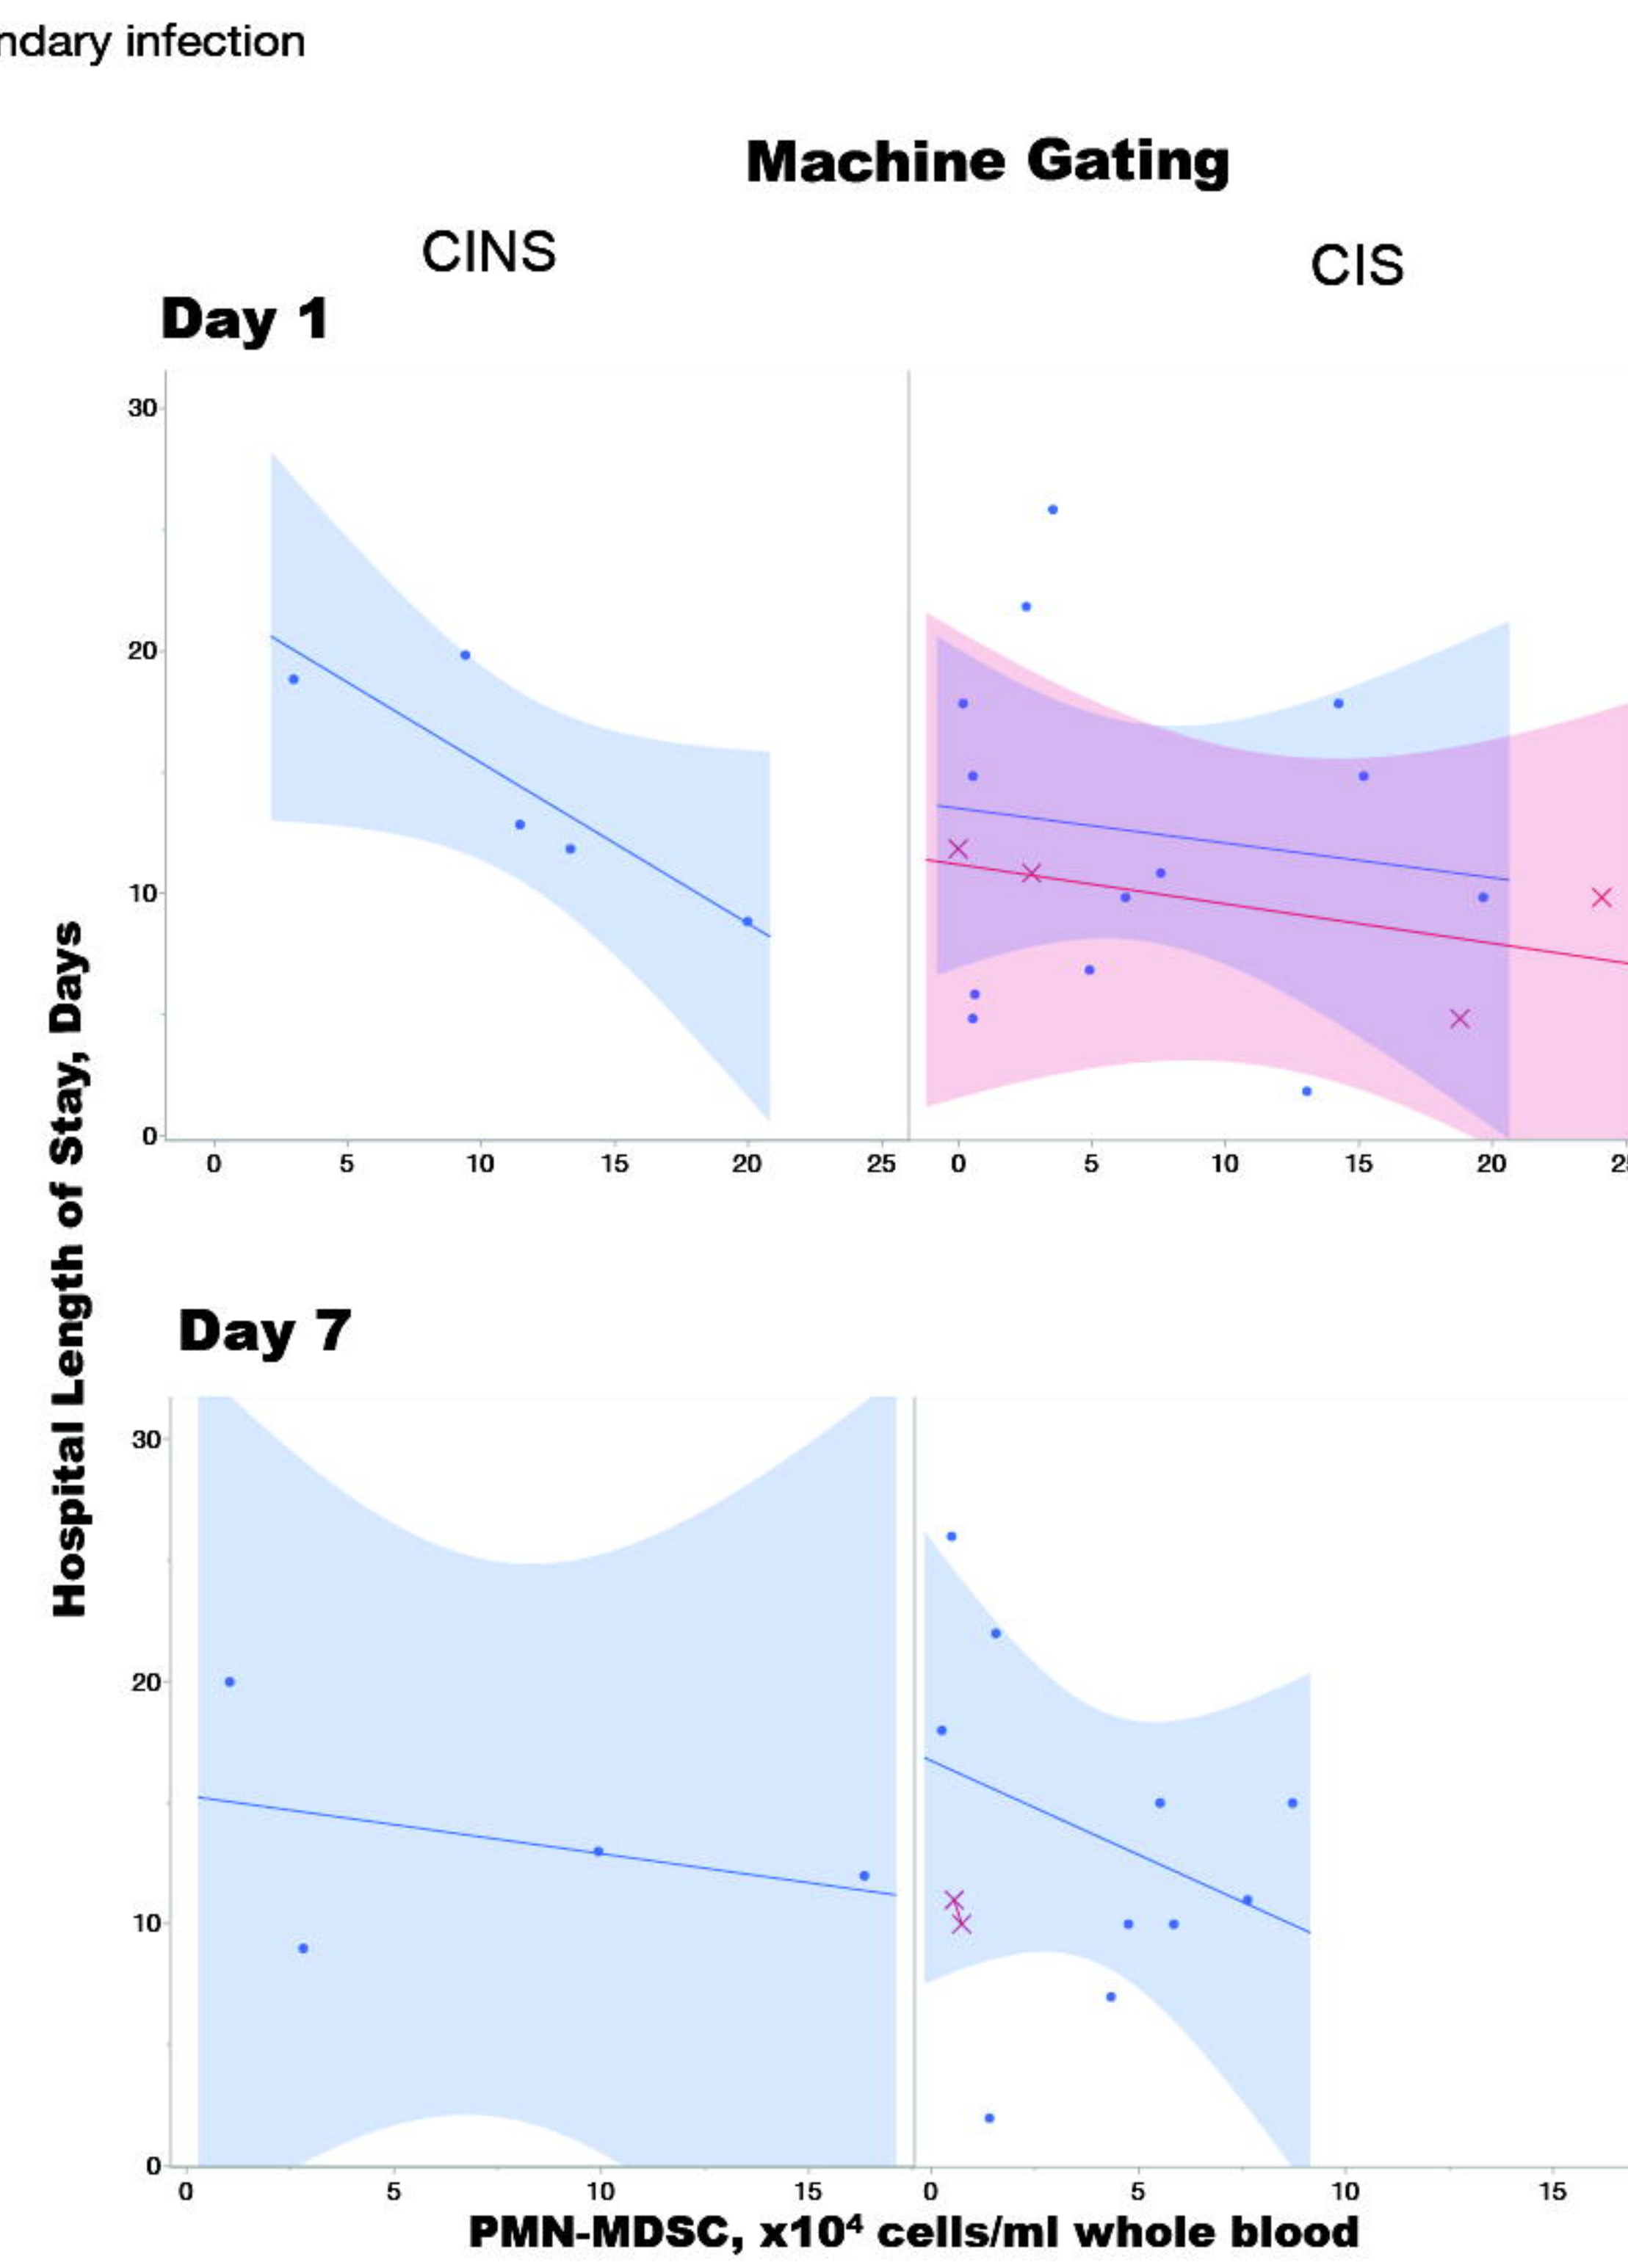 ndary infection
Machine Gating
CINS
CIS
Day 1
30
20
10
0
0 5 10 15 20 25 0 5 10 15 20
Hospital Length of Stay, Days
Day 7
30
20
10
0
0 5 10 15 0 5 10 15
PMN-MDSC, x10⁴ cells/ml whole blood